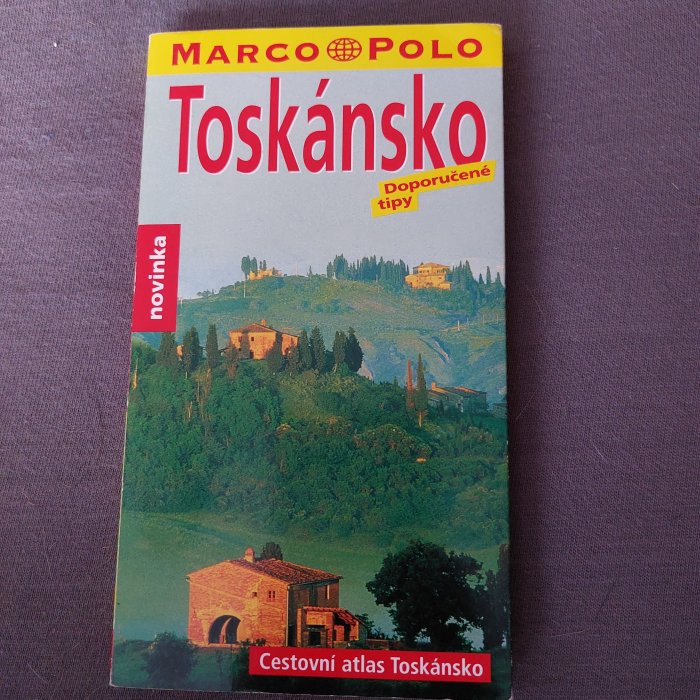 MARCO POLO
Toskánsko
Doporučené
tipy
novinka
Cestovní atlas Toskánsko